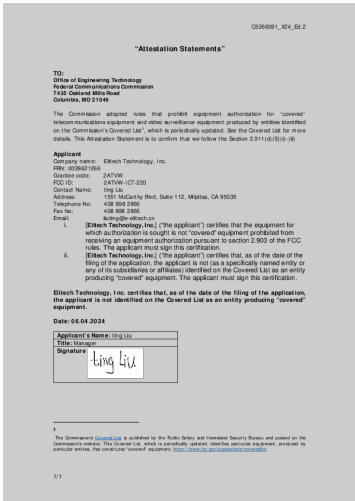 C5266091_X24_Ed.2
“Attestation Statements”
TO:
Office of Engineering Technology
Federal Communications Commission
7435 Oakland Mills Road
Columbia, MD 21046
The Commission adopted rules that prohibit equipment authorization for “covered”
telecommunications equipment and video surveillance equipment produced by entities identified
on the Commission's Covered List¹, which is periodically updated. See the Covered List for more
details. This Attestation Statement is to confirm that we follow the Section 2.911(d)(5)(i)-(ii)
Applicant
Company name: Elitech Technology, Inc.
FRN: 0028621266
Grantee code: 2ATVW
FCC ID: 2ATVW-ICT-220
Contact Name: ting Liu
Address: 1551 McCarthy Blvd, Suite 112, Milpitas, CA 95035
Telephone No: 408 898 2866
Fax No: 408 898 2866
Email: liuting@e-elitech.cn
i. [Elitech Technology, Inc.] (“the applicant”) certifies that the equipment for
which authorization is sought is not “covered” equipment prohibited from
receiving an equipment authorization pursuant to section 2.903 of the FCC
rules. The applicant must sign this certification.
ii. [Elitech Technology, Inc.] (“the applicant”) certifies that, as of the date of the
filing of the application, the applicant is not (as a specifically named entity or
any of its subsidiaries or affiliates) identified on the Covered List as an entity
producing “covered” equipment. The applicant must sign this certification.
Elitech Technology, Inc. certifies that, as of the date of the filing of the application,
the applicant is not identified on the Covered List as an entity producing “covered”
equipment.
Date: 06.04.2024
Applicant's Name: ting Liu
Title: Manager
Signature
ting Liu
1
The Commission's Covered List is published by the Public Safety and Homeland Security Bureau and posted on the
Commission's website. The Covered List, which is periodically updated, identifies particular equipment, produced by
particular entities, that constitutes “covered” equipment. https://www.fcc.gov/supplychain/coveredlist
1/1